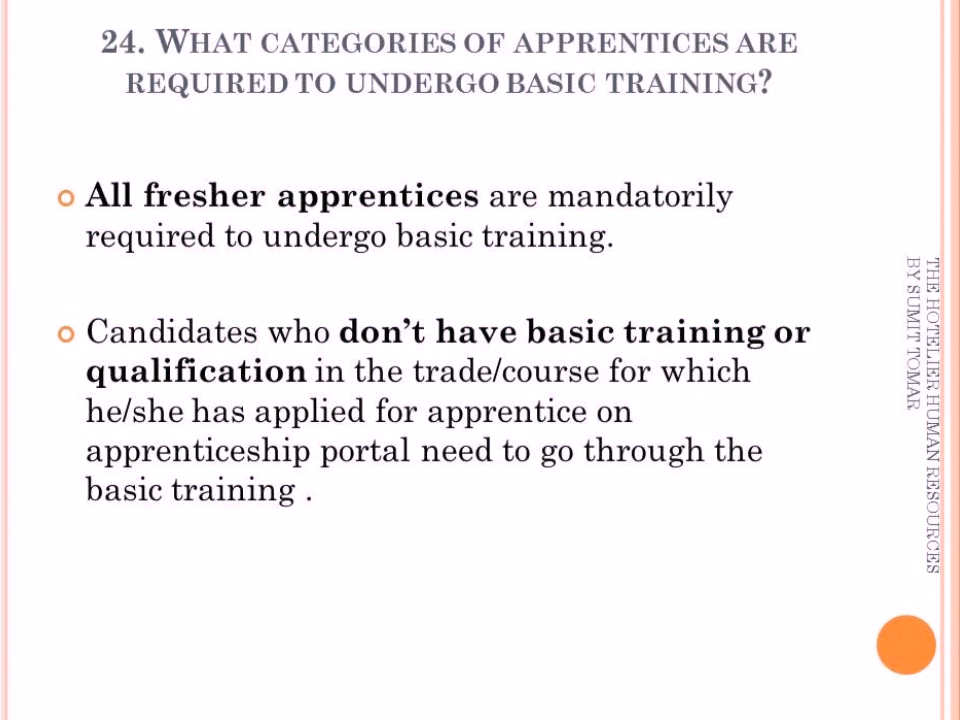 24. WHAT CATEGORIES OF APPRENTICES ARE
REQUIRED TO UNDERGO BASIC TRAINING?
All fresher apprentices are mandatorily
required to undergo basic training.
Candidates who don't have basic training or
qualification in the trade/course for which
he/she has applied for apprentice on
apprenticeship portal need to go through the
basic training .
THE HOTELIER HUMAN RESOURCES
BY SUMIT TOMAR